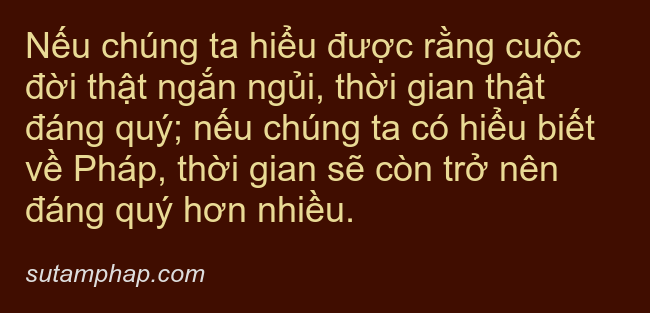 Nếu chúng ta hiểu được rằng cuộc
đời thật ngắn ngủi, thời gian thật
đáng quý; nếu chúng ta có hiểu biết
về Pháp, thời gian sẽ còn trở nên
đáng quý hơn nhiều.
sutamphap.com